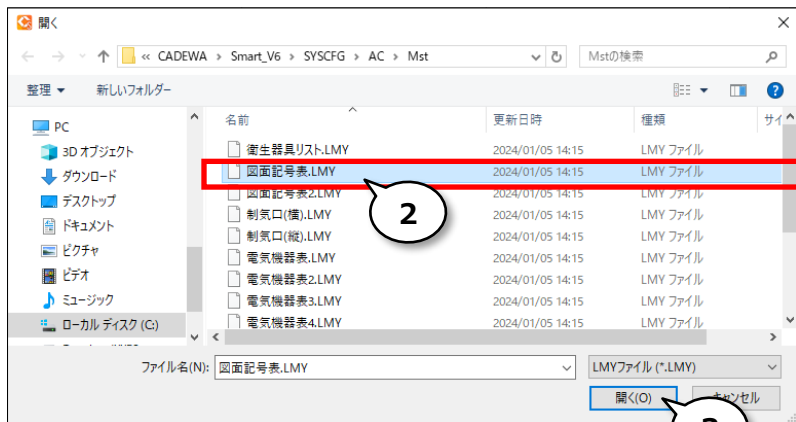 開く
« CADEWA › Smart_V6 › SYSCFG › AC › Mst
Mstの検索
整理 新しいフォルダー
名前 更新日時 種類 サイ
PC
3D オブジェクト
ダウンロード
デスクトップ
ドキュメント
ピクチャ
ビデオ
ミュージック
ローカル ディスク (C:)
衛生器具リスト.LMY 2024/01/05 14:15 LMY ファイル
図面記号表.LMY 2024/01/05 14:15 LMY ファイル
図面記号表2.LMY 2024/01/05 14:15 LMY ファイル
制気口(横).LMY 2024/01/05 14:15 LMY ファイル
制気口(縦).LMY 2024/01/05 14:15 LMY ファイル
電気機器表.LMY 2024/01/05 14:15 LMY ファイル
電気機器表2.LMY 2024/01/05 14:15 LMY ファイル
電気機器表3.LMY 2024/01/05 14:15 LMY ファイル
電気機器表4.LMY 2024/01/05 14:15 LMY ファイル
2
ファイル名(N): 図面記号表.LMY LMYファイル (*.LMY)
開く(O) キャンセル